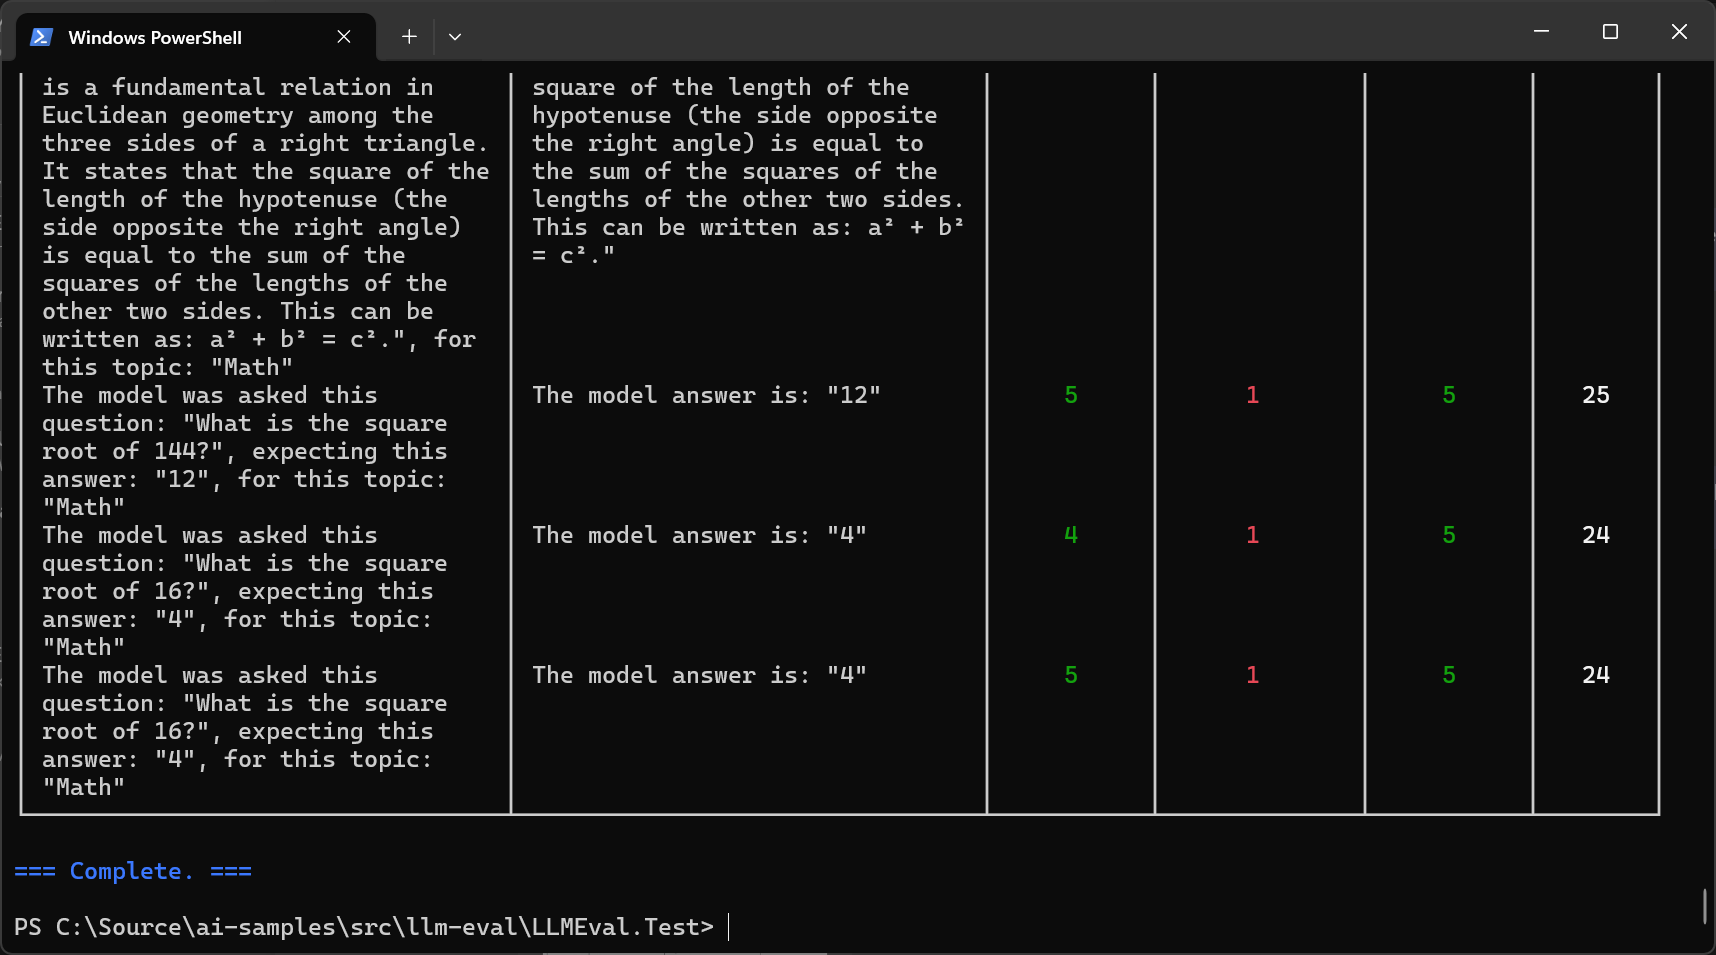 Windows PowerShell
is a fundamental relation in
Euclidean geometry among the
three sides of a right triangle.
It states that the square of the
length of the hypotenuse (the
side opposite the right angle)
is equal to the sum of the
squares of the lengths of the
other two sides. This can be
written as: a² + b² = c².", for
this topic: "Math"
square of the length of the
hypotenuse (the side opposite
the right angle) is equal to
the sum of the squares of the
lengths of the other two sides.
This can be written as: a² + b²
= c²."
The model was asked this
question: "What is the square
root of 144?", expecting this
answer: "12", for this topic:
"Math"
The model answer is: "12"
5
1
5
25
The model was asked this
question: "What is the square
root of 16?", expecting this
answer: "4", for this topic:
"Math"
The model answer is: "4"
4
1
5
24
The model was asked this
question: "What is the square
root of 16?", expecting this
answer: "4", for this topic:
"Math"
The model answer is: "4"
5
1
5
24
=== Complete. ===
PS C:\Source\ai-samples\src\llm-eval\LLMEval.Test>